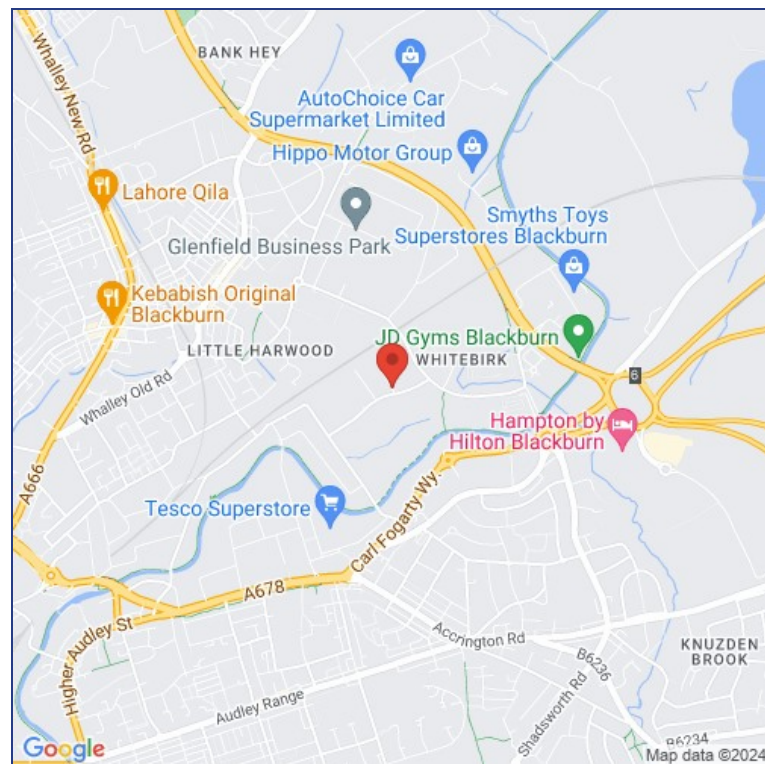 BANK HEY
Whalley New Rd
AutoChoice Car
Supermarket Limited
Hippo Motor Group
Lahore Qila
Smyths Toys
Superstores Blackburn
Glenfield Business Park
Kebabish Original
Blackburn
JD Gyms Blackburn
LITTLE HARWOOD
WHITEBIRK
6
Whalley Old Rd
Hampton by
Hilton Blackburn
A666
Tesco Superstore
Carl Fogarty Wy.
A678
Higher Audley St
Accrington Rd
KNUZDEN
BROOK
B6236
Audley Range
Shadsworth Rd
B6234
Google
Map data ©2024